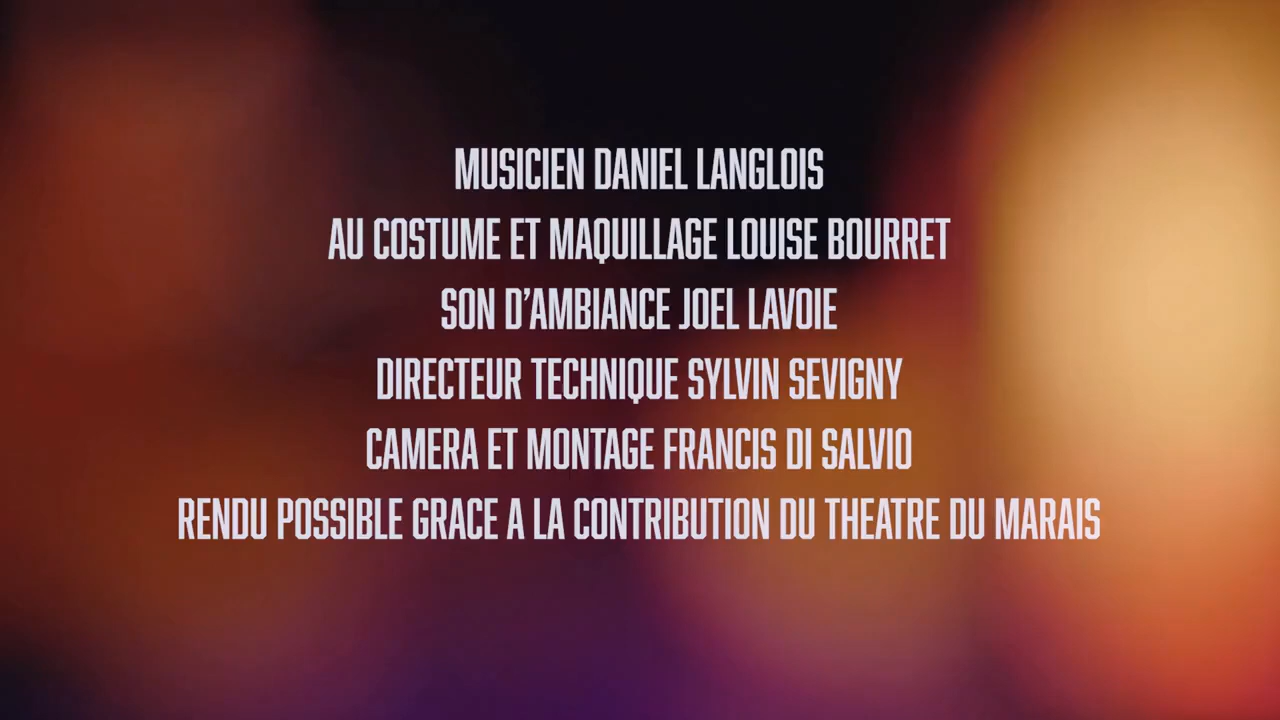 MUSICIEN DANIEL LANGLOIS
AU COSTUME ET MAQUILLAGE LOUISE BOURRET
SON D’AMBIANCE JOEL LAVOIE
DIRECTEUR TECHNIQUE SYLVIN SEVIGNY
CAMERA ET MONTAGE FRANCIS DI SALVIO
RENDU POSSIBLE GRACE A LA CONTRIBUTION DU THEATRE DU MARAIS